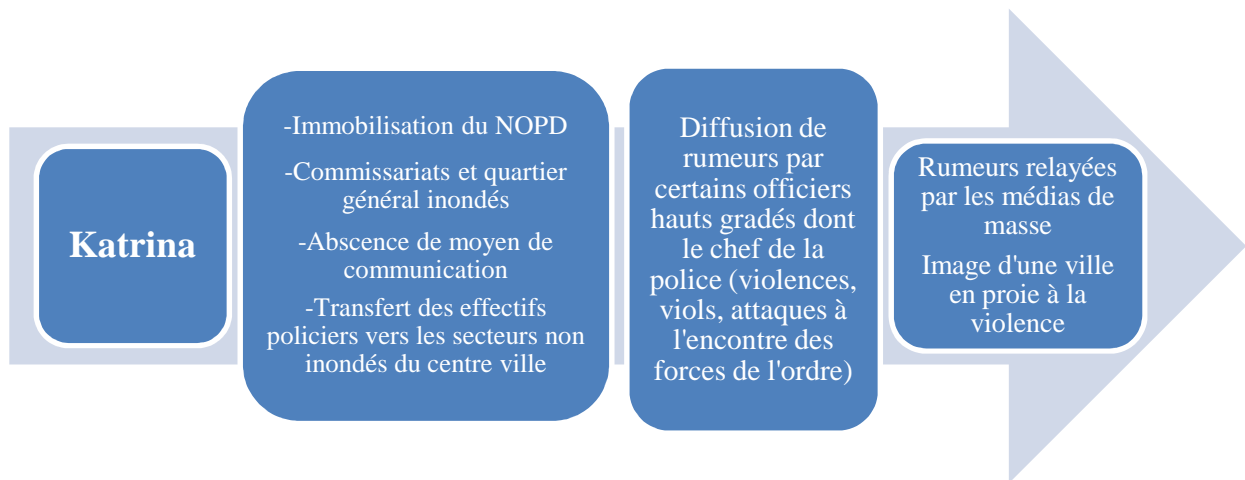 Katrina
-Immobilisation du NOPD
-Commissariats et quartier
général inondés
-Abscence de moyen de
communication
-Transfert des effectifs
policiers vers les secteurs non
inondés du centre ville
Diffusion de
rumeurs par
certains officiers
hauts gradés dont
le chef de la
police (violences,
viols, attaques à
l'encontre des
forces de l'ordre)
Rumeurs relayées
par les médias de
masse
Image d'une ville
en proie à la
violence